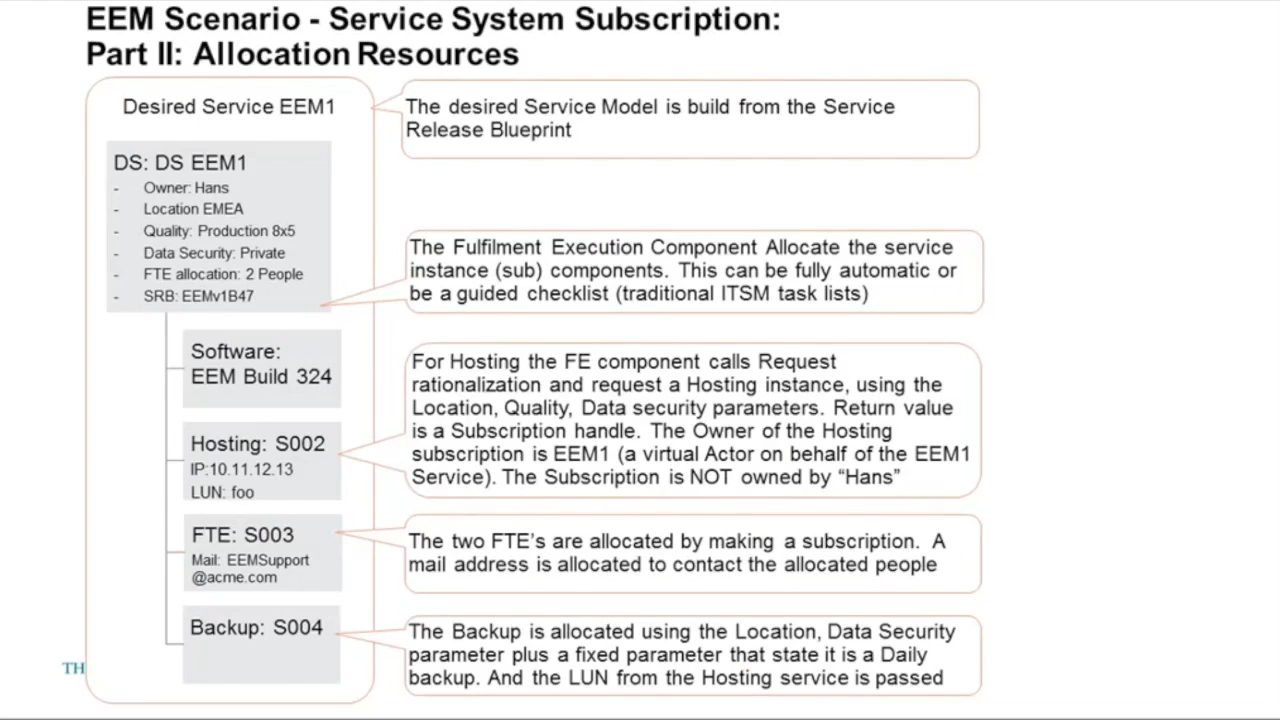 EEM Scenario - Service System Subscription:
Part II: Allocation Resources
Desired Service EEM1
The desired Service Model is build from the Service
Release Blueprint
DS: DS EEM1
- Owner: Hans
- Location EMEA
- Quality: Production 8x5
- Data Security: Private
- FTE allocation: 2 People
- SRB: EEMv1B47
The Fulfilment Execution Component Allocate the service
instance (sub) components. This can be fully automatic or
be a guided checklist (traditional ITSM task lists)
Software:
EEM Build 324
For Hosting the FE component calls Request
rationalization and request a Hosting instance, using the
Location, Quality, Data security parameters. Return value
is a Subscription handle. The Owner of the Hosting
subscription is EEM1 (a virtual Actor on behalf of the EEM1
Service). The Subscription is NOT owned by “Hans”
Hosting: S002
IP:10.11.12.13
LUN: foo
FTE: S003
Mail: EEMSupport
@acme.com
The two FTE’s are allocated by making a subscription. A
mail address is allocated to contact the allocated people
Backup: S004
The Backup is allocated using the Location, Data Security
parameter plus a fixed parameter that state it is a Daily
backup. And the LUN from the Hosting service is passed
TH